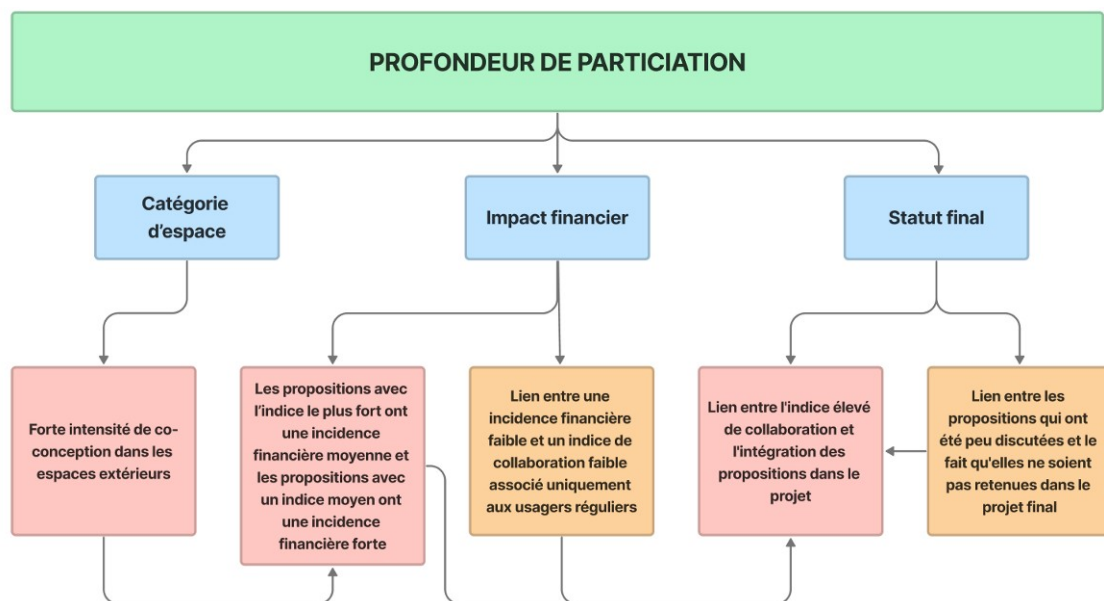 PROFONDEUR DE PARTICIATION
Catégorie
d'espace
Impact financier
Statut final
Forte intensité de co-
conception dans les
espaces extérieurs
Les propositions avec
l'indice le plus fort ont
une incidence
financière moyenne et
les propositions avec
un indice moyen ont
une incidence
financière forte
Lien entre une
incidence financière
faible et un indice de
collaboration faible
associé uniquement
aux usagers réguliers
Lien entre l'indice élevé
de collaboration et
l'intégration des
propositions dans le
projet
Lien entre les
propositions qui ont
été peu discutées et le
fait qu'elles ne soient
pas retenues dans le
projet final